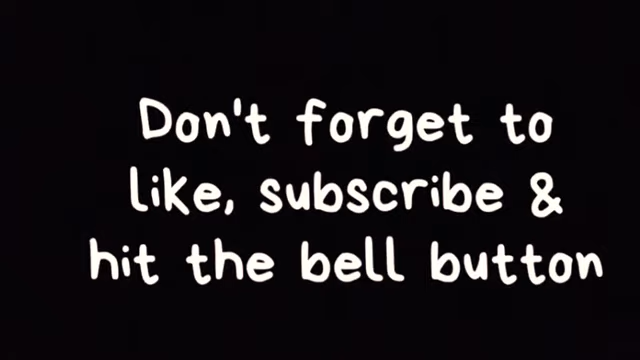 Don't forget to
like, subscribe &
hit the bell button